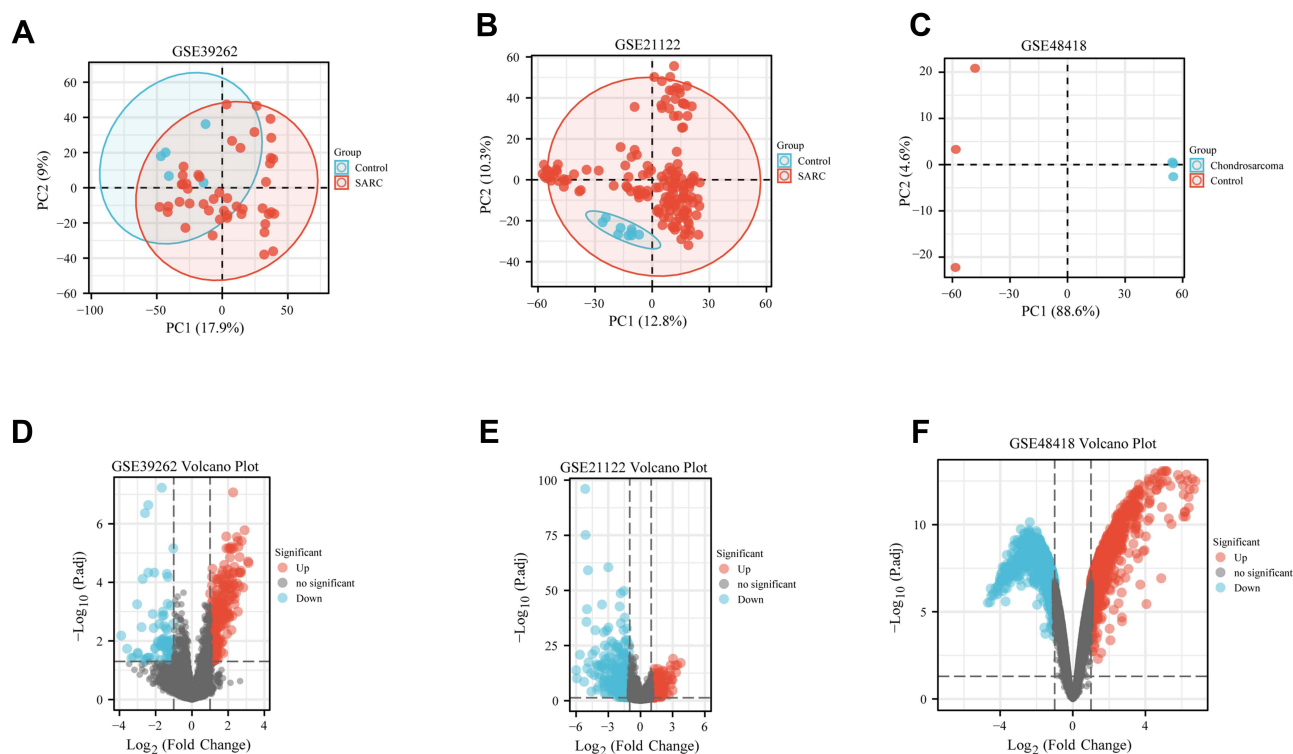 A
GSE39262
60
40
20
0
−20
−40
−60
PC2 (9%)
−100
−50
0
50
PC1 (17.9%)
Group
Control
SARC
B
GSE21122
60
40
20
0
−20
−40
PC2 (10.3%)
−60
−30
0
30
60
PC1 (12.8%)
Group
Control
SARC
C
GSE48418
20
10
0
−10
−20
PC2 (4.6%)
−60
−30
0
30
60
PC1 (88.6%)
Group
Chondrosarcoma
Control
D
GSE39262 Volcano Plot
6
4
2
0
−Log10 (P.adj)
−4
−2
0
2
4
Log2 (Fold Change)
Significant
Up
no significant
Down
E
GSE21122 Volcano Plot
100
75
50
25
0
−Log10 (P.adj)
−6
−3
0
3
6
Log2 (Fold Change)
Significant
Up
no significant
Down
F
GSE48418 Volcano Plot
10
5
0
−Log10 (P.adj)
−4
0
4
Log2 (Fold Change)
Significant
Up
no significant
Down